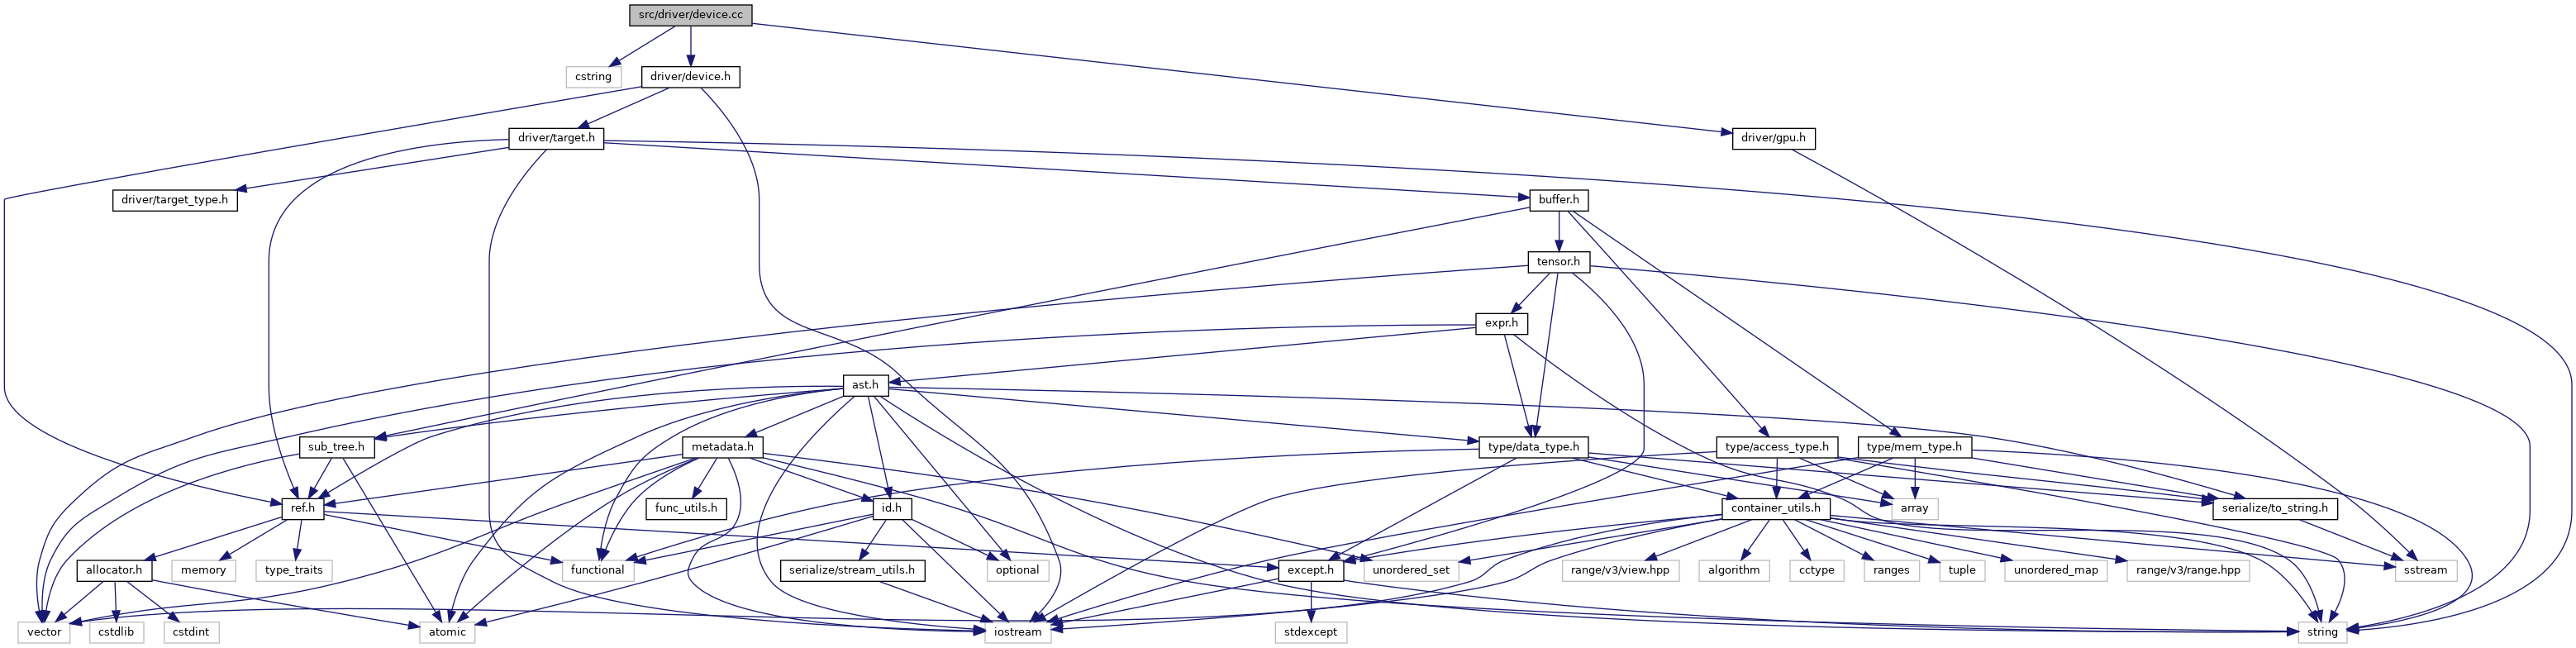 src/driver/device.cc
cstring
driver/device.h
driver/target.h
driver/gpu.h
driver/target_type.h
buffer.h
tensor.h
expr.h
ast.h
sub_tree.h
metadata.h
type/data_type.h
type/access_type.h
type/mem_type.h
ref.h
func_utils.h
id.h
container_utils.h
array
serialize/to_string.h
allocator.h
memory
type_traits
functional
serialize/stream_utils.h
optional
except.h
unordered_set
range/v3/view.hpp
algorithm
cctype
ranges
tuple
unordered_map
range/v3/range.hpp
sstream
vector
cstdlib
cstdint
atomic
iostream
stdexcept
string